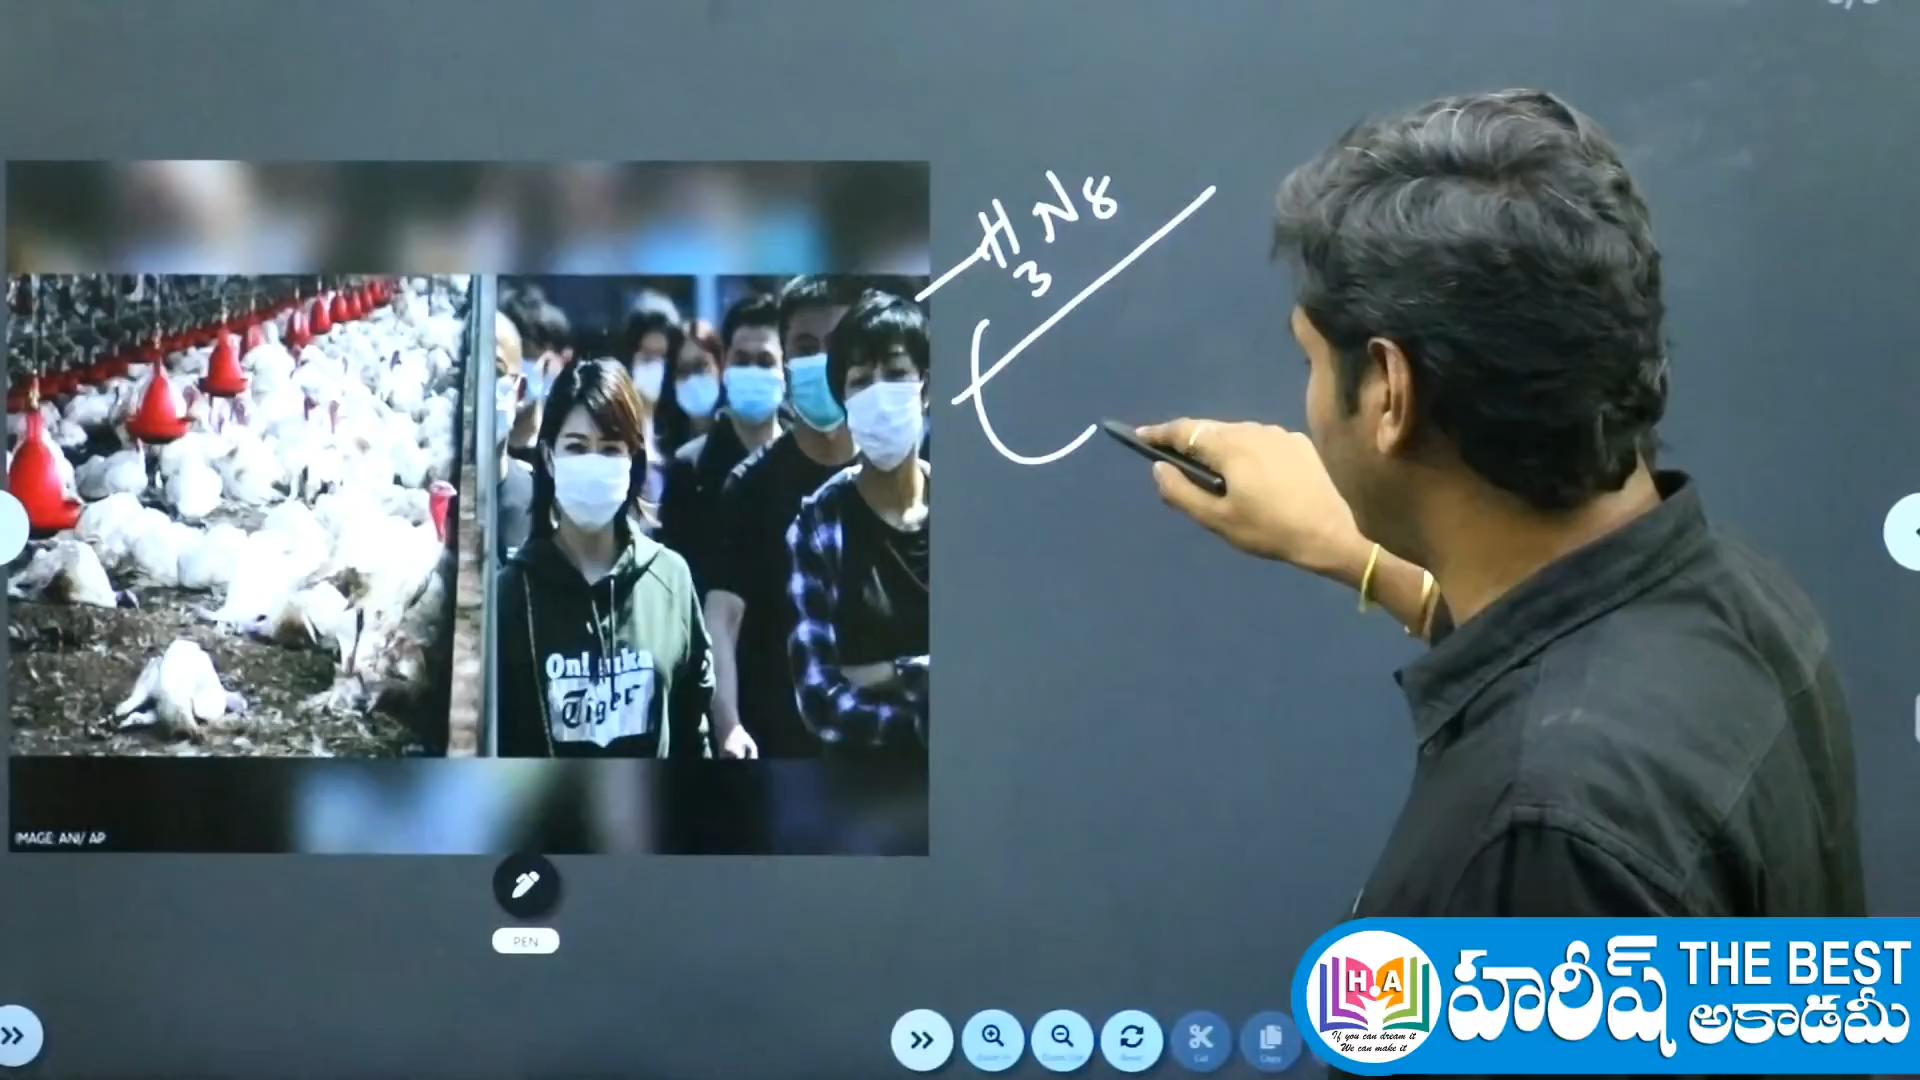 H3N8
Tiger
IMAGE: ANI/ AP
PEN
H.A
If you can dream it
We can make it
హరీష్
THE BEST
అకాడమీ